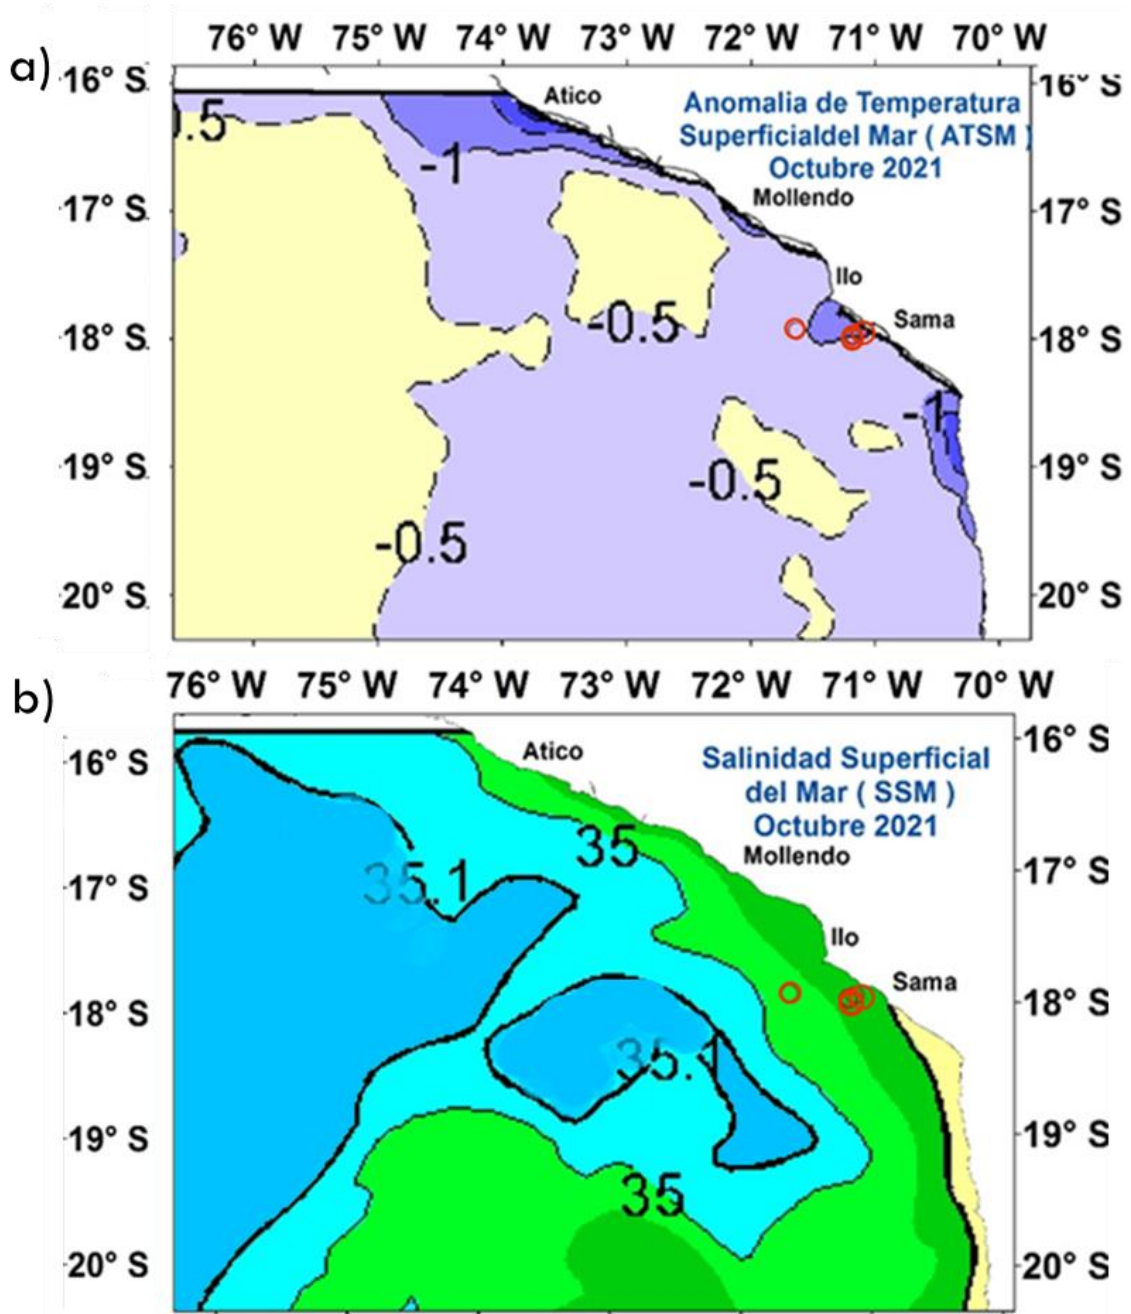 76° W 75° W 74° W 73° W 72° W 71° W 70° W
a)
16° S
16° S
Atico
Anomalia de Temperatura
Superficialdel Mar ( ATSM )
Octubre 2021
-1
17° S
Mollendo
17° S
Ilo
-0.5
Sama
18° S
18° S
-1
19° S
-0.5
19° S
-0.5
20° S
20° S
b)
76° W 75° W 74° W 73° W 72° W 71° W 70° W
16° S
Atico
Salinidad Superficial
del Mar ( SSM )
Octubre 2021
16° S
35
Mollendo
35.1
17° S
17° S
Ilo
Sama
18° S
18° S
35.1
19° S
19° S
35
20° S
20° S